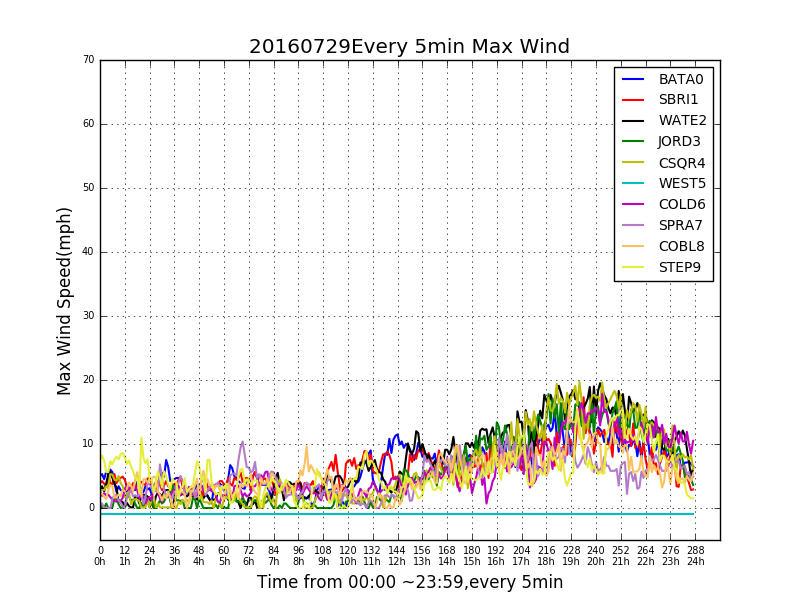 20160729Every 5min Max Wind
Max Wind Speed(mph)
70
60
50
40
30
20
10
0
BATA0
SBRI1
WATE2
JORD3
CSQR4
WEST5
COLD6
SPRA7
COBL8
STEP9
0 12 24 36 48 60 72 84 96 108 120 132 144 156 168 180 192 204 216 228 240 252 264 276 288
0h 1h 2h 3h 4h 5h 6h 7h 8h 9h 10h 11h 12h 13h 14h 15h 16h 17h 18h 19h 20h 21h 22h 23h 24h
Time from 00:00 ~23:59,every 5min